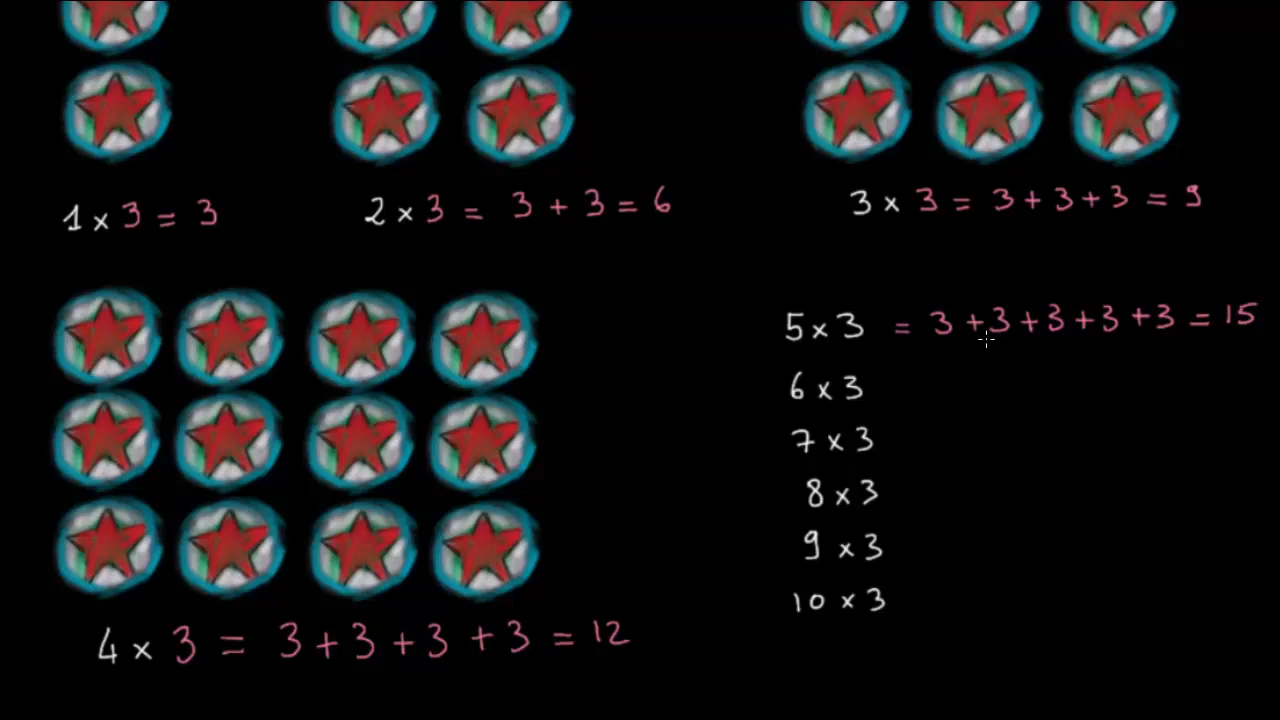 1 × 3 = 3
2 × 3 = 3 + 3 = 6
3 × 3 = 3 + 3 + 3 = 9
5 × 3 = 3 + 3 + 3 + 3 + 3 = 15
6 × 3
7 × 3
8 × 3
9 × 3
10 × 3
4 × 3 = 3 + 3 + 3 + 3 = 12